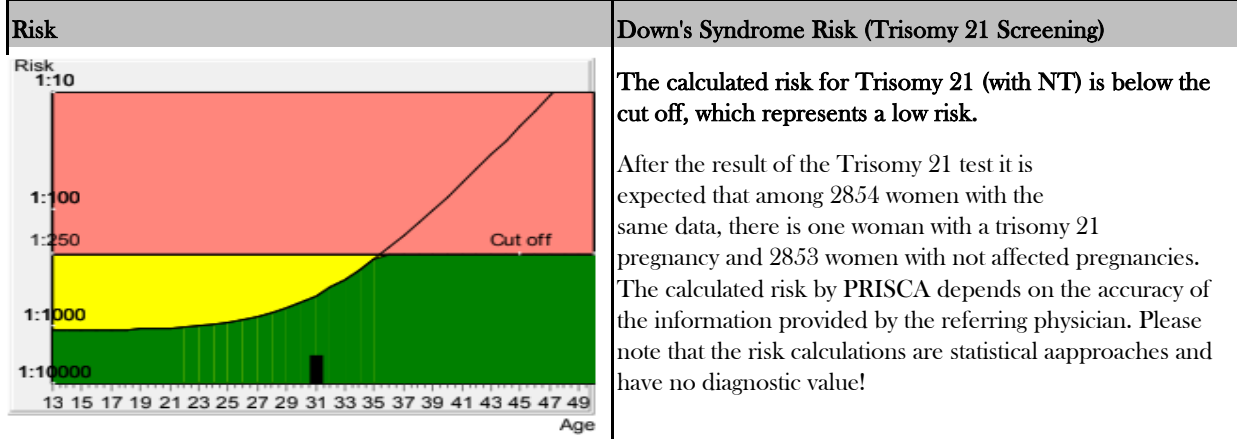 Risk
Risk
1:10
1:100
1:250
Cut off
1:1000
1:10000
13 15 17 19 21 23 25 27 29 31 33 35 37 39 41 43 45 47 49
Age
Down's Syndrome Risk (Trisomy 21 Screening)
The calculated risk for Trisomy 21 (with NT) is below the
cut off, which represents a low risk.
After the result of the Trisomy 21 test it is
expected that among 2854 women with the
same data, there is one woman with a trisomy 21
pregnancy and 2853 women with not affected pregnancies.
The calculated risk by PRISCA depends on the accuracy of
the information provided by the referring physician. Please
note that the risk calculations are statistical aapproaches and
have no diagnostic value!